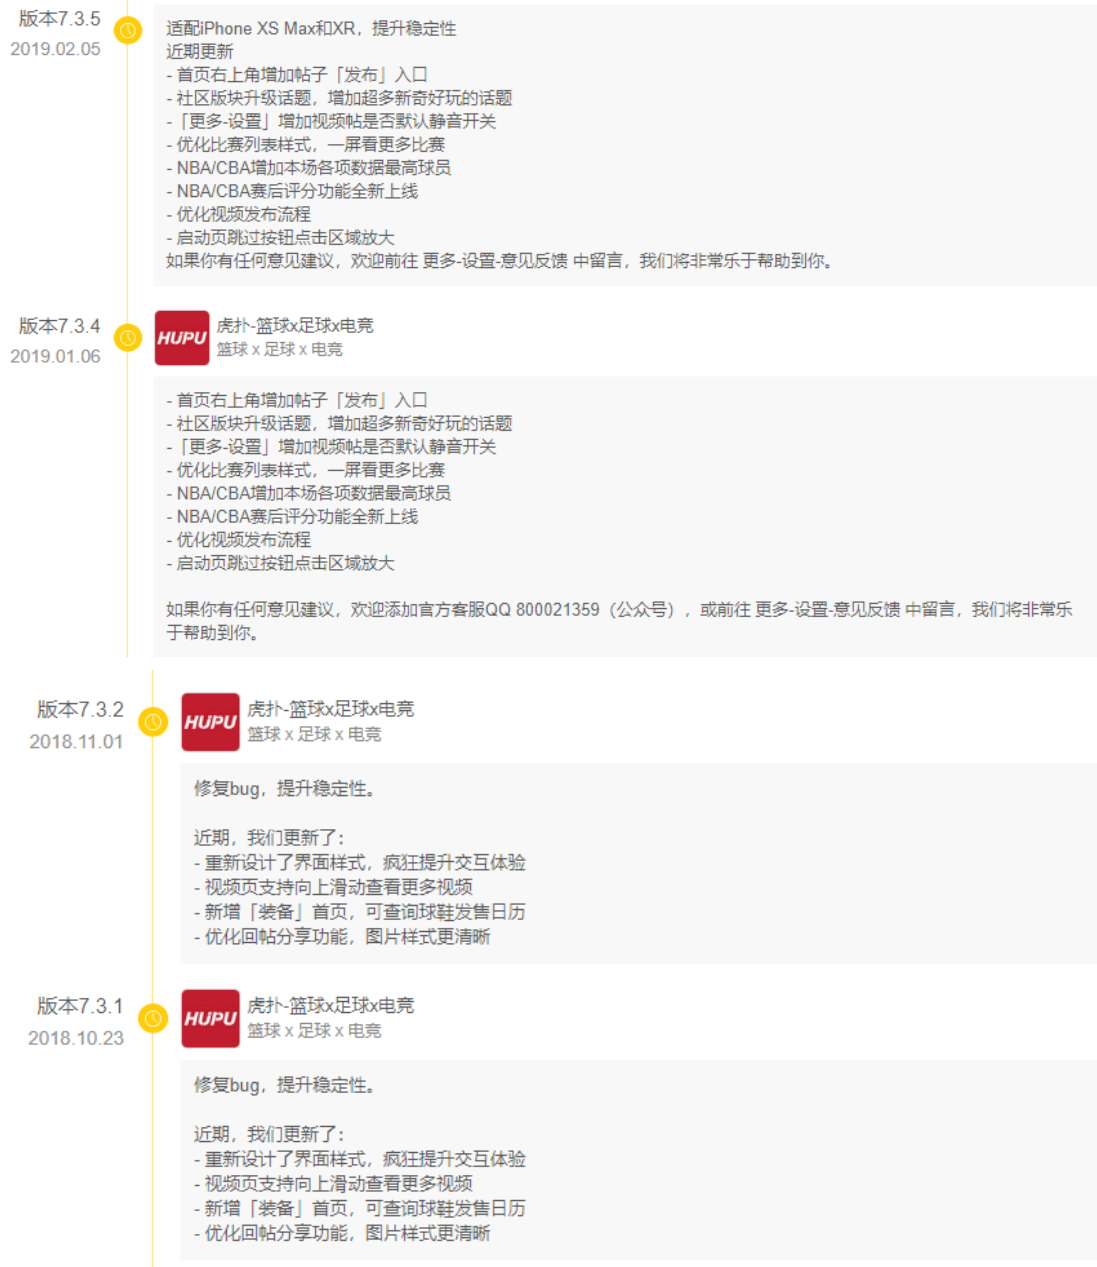 版本7.3.5
2019.02.05
适配iPhone XS Max和XR，提升稳定性
近期更新
- 首页右上角增加帖子「发布」入口
- 社区版块升级话题，增加超多新奇好玩的话题
-「更多-设置」增加视频帖是否默认静音开关
- 优化比赛列表样式，一屏看更多比赛
- NBA/CBA增加本场各项数据最高球员
- NBA/CBA赛后评分功能全新上线
- 优化视频发布流程
- 启动页跳过按钮点击区域放大
如果你有任何意见建议，欢迎前往 更多-设置-意见反馈 中留言，我们将非常乐于帮助到你。
版本7.3.4
2019.01.06
HUPU
虎扑-篮球x足球x电竞
篮球 x 足球 x 电竞
- 首页右上角增加帖子「发布」入口
- 社区版块升级话题，增加超多新奇好玩的话题
-「更多-设置」增加视频帖是否默认静音开关
- 优化比赛列表样式，一屏看更多比赛
- NBA/CBA增加本场各项数据最高球员
- NBA/CBA赛后评分功能全新上线
- 优化视频发布流程
- 启动页跳过按钮点击区域放大
如果你有任何意见建议，欢迎添加官方客服QQ 800021359（公众号），或前往 更多-设置-意见反馈 中留言，我们将非常乐
于帮助到你。
版本7.3.2
2018.11.01
HUPU
虎扑-篮球x足球x电竞
篮球 x 足球 x 电竞
修复bug，提升稳定性。
近期，我们更新了：
- 重新设计了界面样式，疯狂提升交互体验
- 视频页支持向上滑动查看更多视频
- 新增「装备」首页，可查询球鞋发售日历
- 优化回帖分享功能，图片样式更清晰
版本7.3.1
2018.10.23
HUPU
虎扑-篮球x足球x电竞
篮球 x 足球 x 电竞
修复bug，提升稳定性。
近期，我们更新了：
- 重新设计了界面样式，疯狂提升交互体验
- 视频页支持向上滑动查看更多视频
- 新增「装备」首页，可查询球鞋发售日历
- 优化回帖分享功能，图片样式更清晰